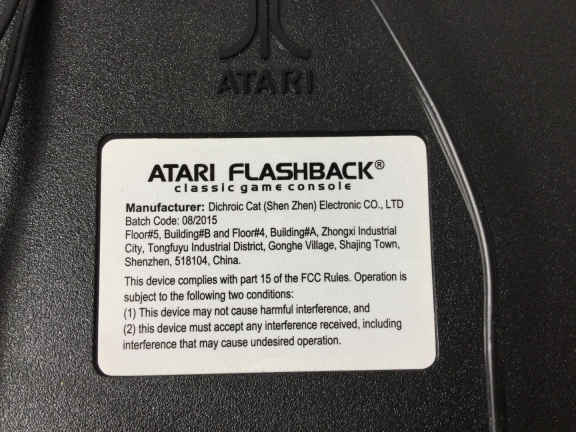 ATARI
ATARI FLASHBACK®
classic game console
Manufacturer: Dichroic Cat (Shen Zhen) Electronic CO., LTD
Batch Code: 08/2015
Floor#5, Building#B and Floor#4, Building#A, Zhongxi Industrial
City, Tongfuyu Industrial District, Gonghe Village, Shajing Town,
Shenzhen, 518104, China.
This device complies with part 15 of the FCC Rules. Operation is
subject to the following two conditions:
(1) This device may not cause harmful interference, and
(2) this device must accept any interference received, including
interference that may cause undesired operation.